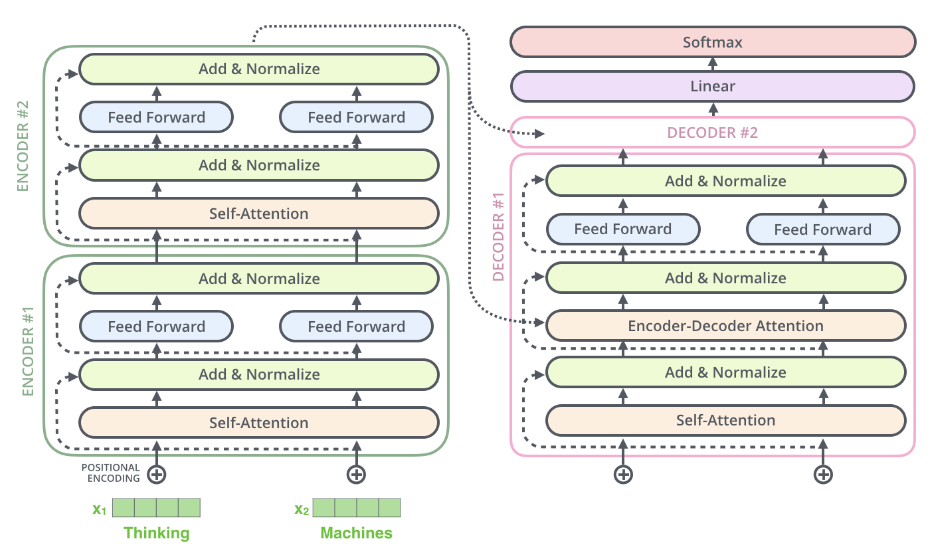 ENCODER #2
Add & Normalize
Feed Forward Feed Forward
Add & Normalize
Self-Attention
ENCODER #1
Add & Normalize
Feed Forward Feed Forward
Add & Normalize
Self-Attention
POSITIONAL
ENCODING
x1 x2
Thinking Machines
Softmax
Linear
DECODER #2
DECODER #1
Add & Normalize
Feed Forward Feed Forward
Add & Normalize
Encoder-Decoder Attention
Add & Normalize
Self-Attention